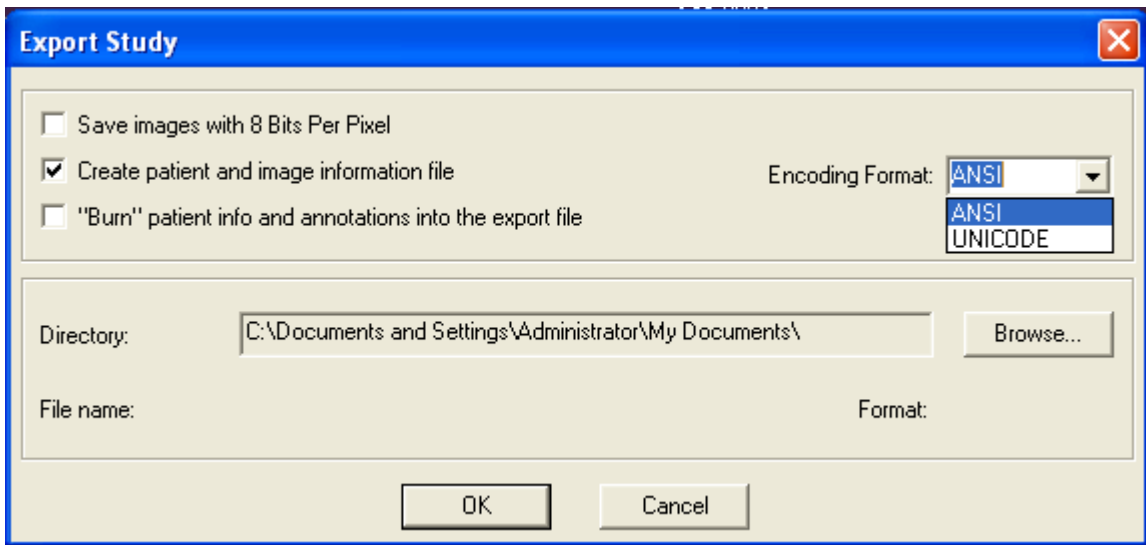 Export Study
Save images with 8 Bits Per Pixel
Create patient and image information file
Encoding Format: ANSI
"Burn" patient info and annotations into the export file
ANSI
UNICODE
Directory: C:\Documents and Settings\Administrator\My Documents\ Browse...
File name: Format:
OK Cancel